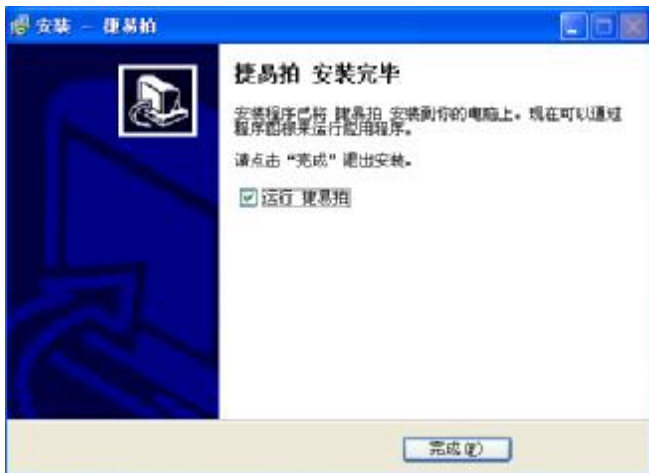 安装 - 捷易拍
捷易拍 安装完毕
安装程序已将 捷易拍 安装到你的电脑上。现在可以通过
程序图标来运行应用程序。
请点击“完成”退出安装。
运行 捷易拍
完成(F)